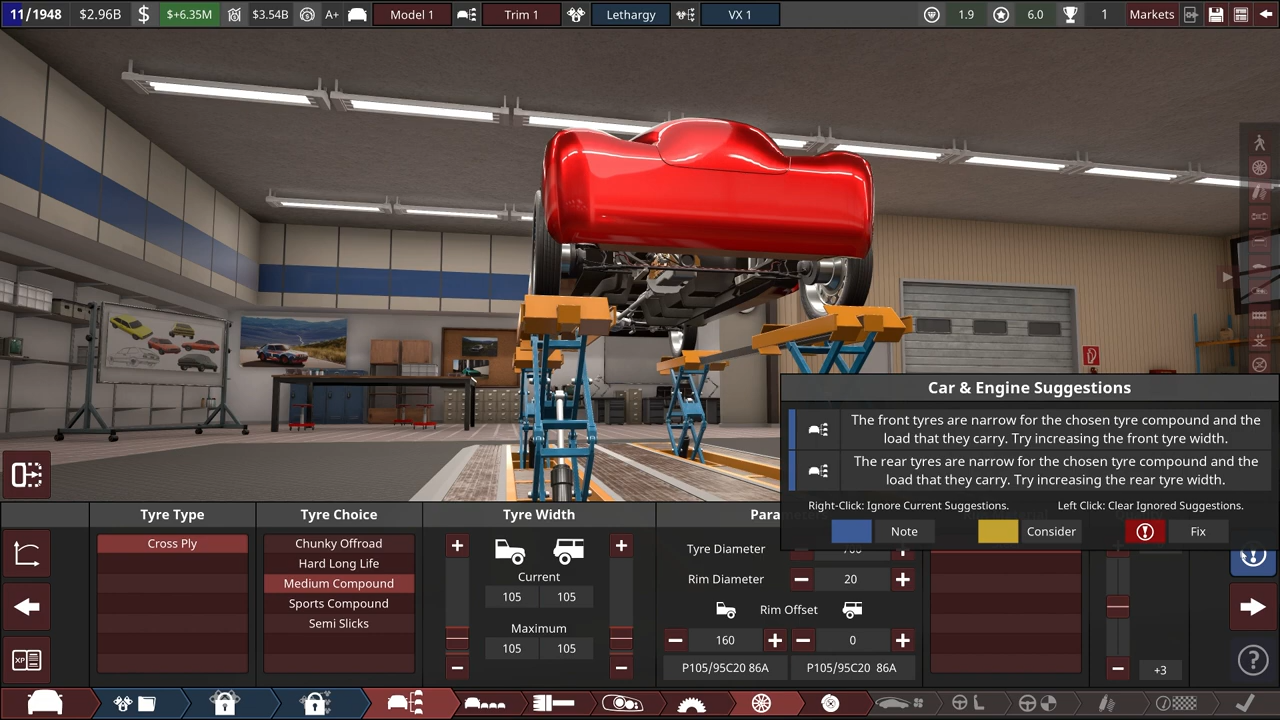 11/1948
$
$+6.35M
$3.54B
$2.96B
A+
Model 1
Trim 1
Lethargy
VX 1
1.9
6.0
1
Markets
Car & Engine Suggestions
The front tyres are narrow for the chosen tyre compound and the
load that they carry. Try increasing the front tyre width.
The rear tyres are narrow for the chosen tyre compound and the
load that they carry. Try increasing the rear tyre width.
Right-Click: Ignore Current Suggestions.
Left Click: Clear Ignored Suggestions.
Note
Consider
Fix
Tyre Type
Cross Ply
Tyre Choice
Chunky Offroad
Hard Long Life
Medium Compound
Sports Compound
Semi Slicks
Tyre Width
Current
105
105
Maximum
105
105
Tyre Diameter
Rim Diameter
20
Rim Offset
160
0
P105/95C20 86A
P105/95C20 86A
+3
XP